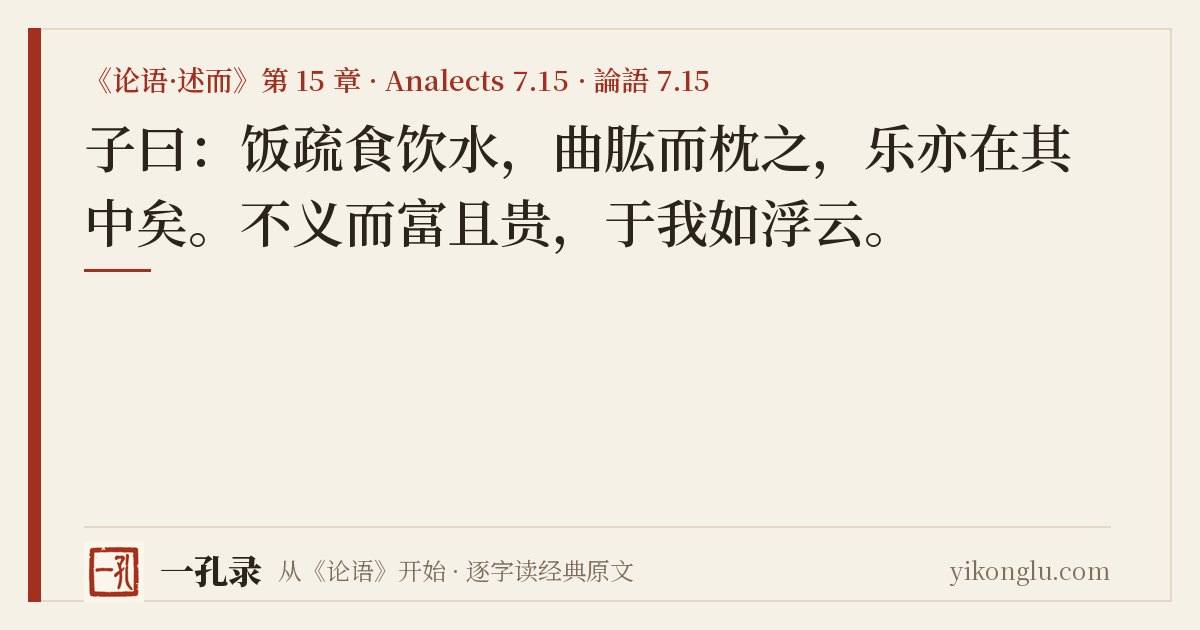 《论语·述而》第 15 章 · Analects 7.15 · 論語 7.15
子曰：饭疏食饮水，曲肱而枕之，乐亦在其
中矣。不义而富且贵，于我如浮云。
一孔
一孔录 从《论语》开始 · 逐字读经典原文 yikonglu.com